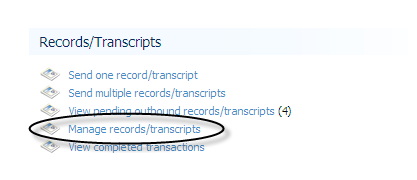 Records/Transcripts
Send one record/transcript
Send multiple records/transcripts
View pending outbound records/transcripts (4)
Manage records/transcripts
View completed transactions